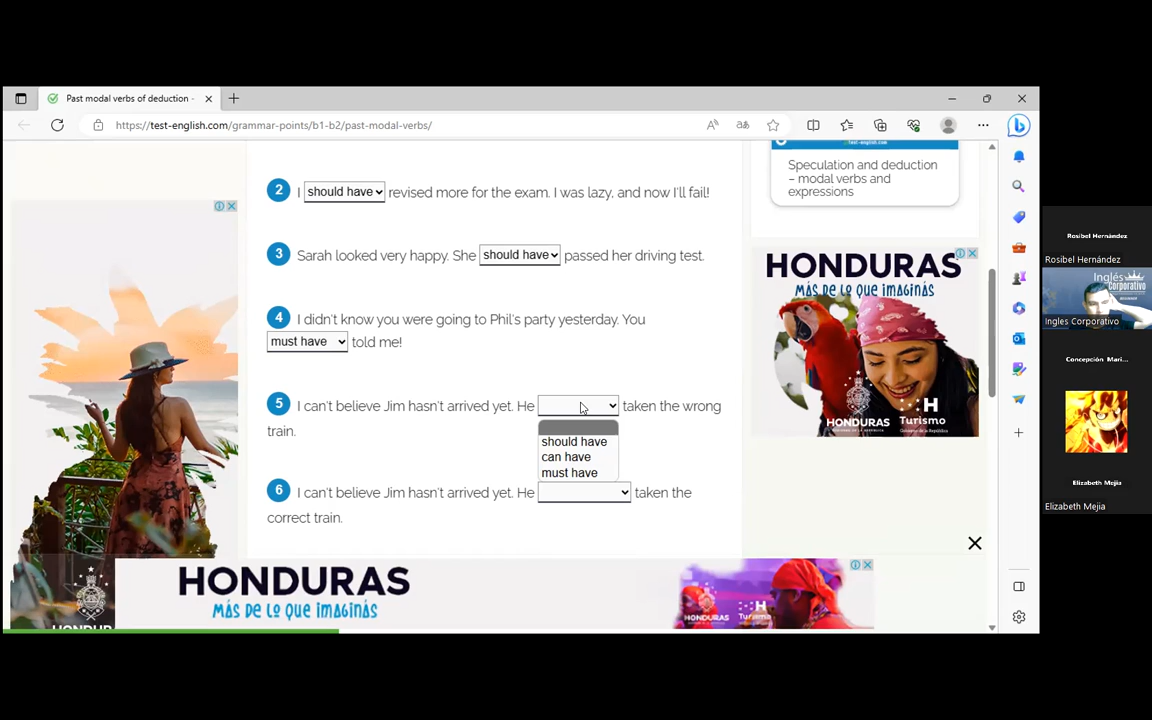 Past modal verbs of deduction -
https://test-english.com/grammar-points/b1-b2/past-modal-verbs/
2 I should have revised more for the exam. I was lazy, and now I'll fail!
3 Sarah looked very happy. She should have passed her driving test.
4 I didn't know you were going to Phil's party yesterday. You
must have told me!
5 I can't believe Jim hasn't arrived yet. He taken the wrong
train.
should have
can have
must have
6 I can't believe Jim hasn't arrived yet. He taken the
correct train.
Speculation and deduction
– modal verbs and
expressions
HONDURAS
MÁS DE LO QUE IMAGINÁS
H
Turismo
HONDURAS
MÁS DE LO QUE IMAGINÁS
H
Turismo
Rosibel Hernández
Rosibel Hernández
Inglés
Corporativo
Ingles Corporativo
Concepción Mari...
Elizabeth Mejia
Elizabeth Mejia